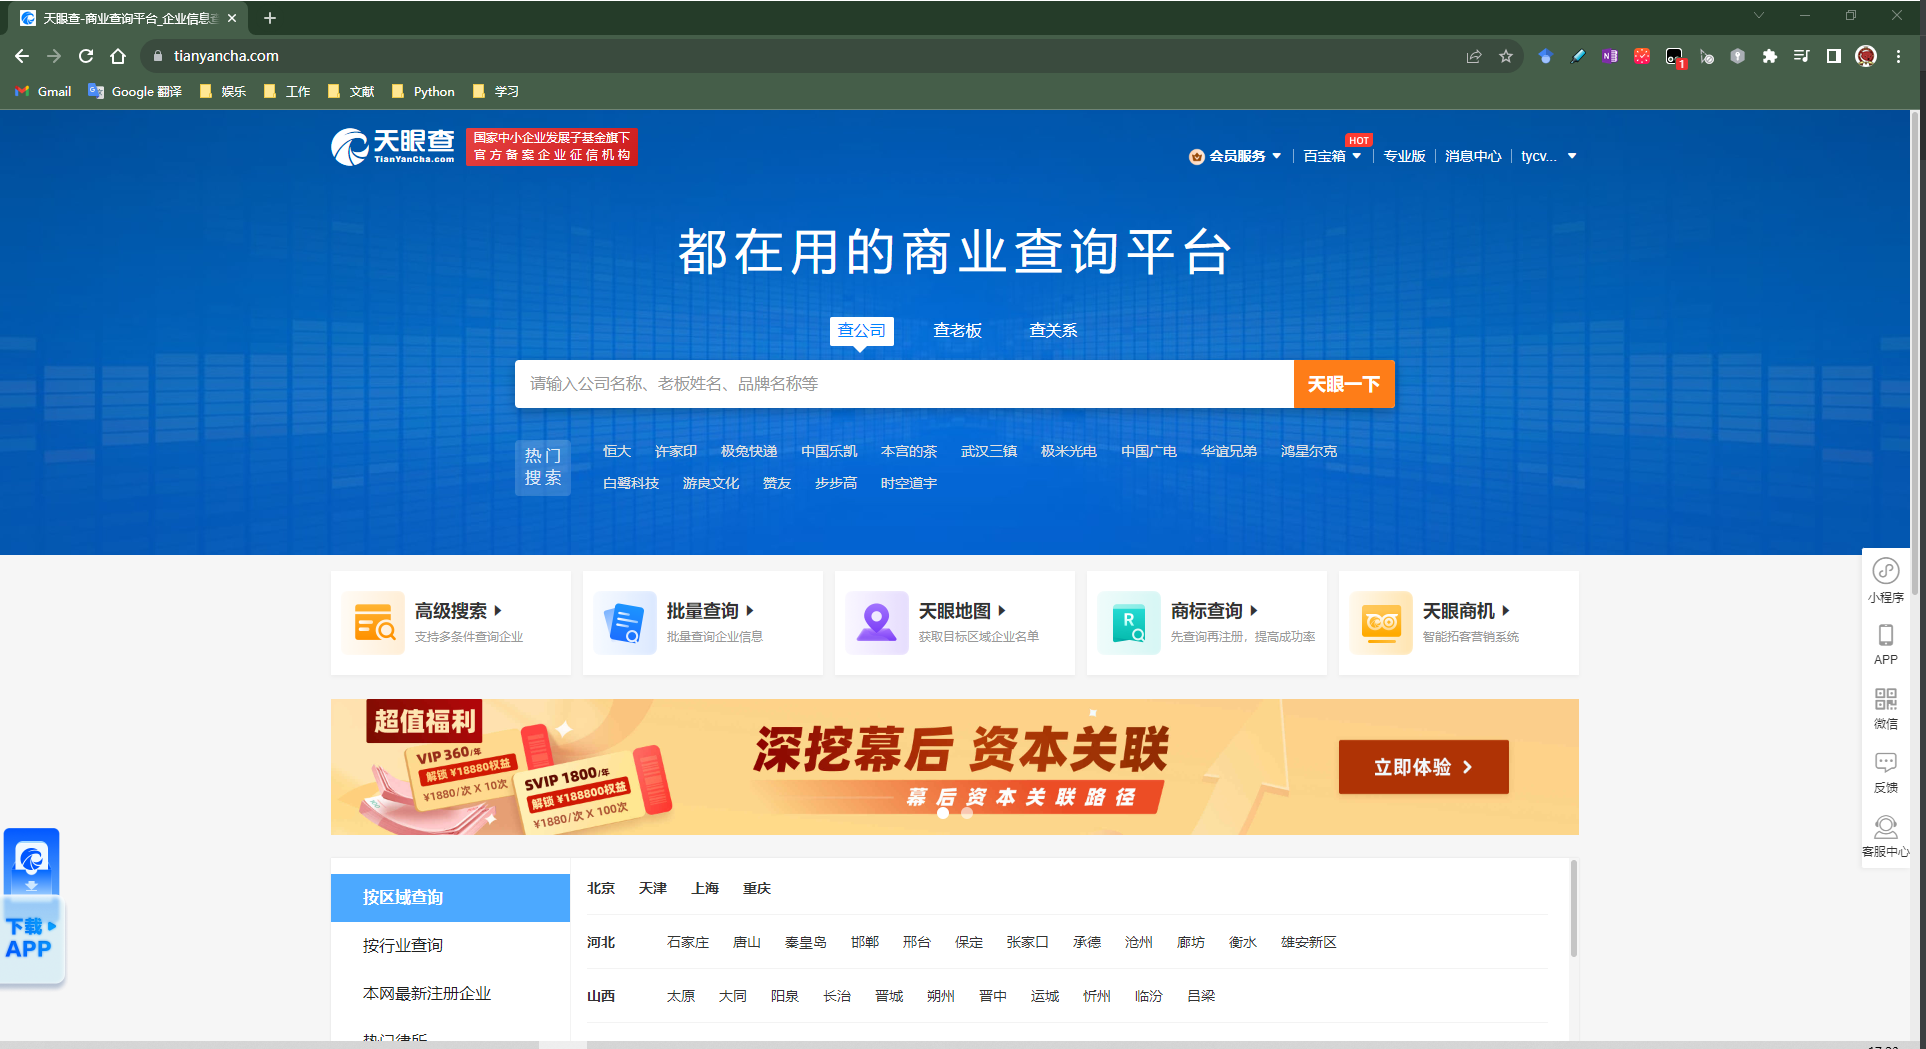 天眼查-商业查询平台_企业信息查
tianyancha.com
1
Gmail Google 翻译 娱乐 工作 文献 Python 学习
天眼查
TianYanCha.com
国家中小企业发展子基金旗下
官方备案企业征信机构
HOT
会员服务 百宝箱 专业版 消息中心 tycv...
都在用的商业查询平台
查公司 查老板 查关系
请输入公司名称、老板姓名、品牌名称等
天眼一下
热门
搜索
恒大 许家印 极兔快递 中国乐凯 本宫的茶 武汉三镇 极米光电 中国广电 华谊兄弟 鸿星尔克
白鹭科技 游良文化 赞友 步步高 时空道宇
高级搜索
支持多条件查询企业
批量查询
批量查询企业信息
天眼地图
获取目标区域企业名单
商标查询
先查询再注册，提高成功率
天眼商机
智能拓客营销系统
超值福利
VIP 360/年
解锁 ¥18880权益
¥1880/次 X 10次
SVIP 1800/年
解锁 ¥188800权益
¥1880/次 X 100次
深挖幕后 资本关联
幕后资本关联路径
立即体验
小程序
APP
微信
反馈
客服中心
下载
APP
按区域查询
按行业查询
本网最新注册企业
热门律所
北京 天津 上海 重庆
河北 石家庄 唐山 秦皇岛 邯郸 邢台 保定 张家口 承德 沧州 廊坊 衡水 雄安新区
山西 太原 大同 阳泉 长治 晋城 朔州 晋中 运城 忻州 临汾 吕梁